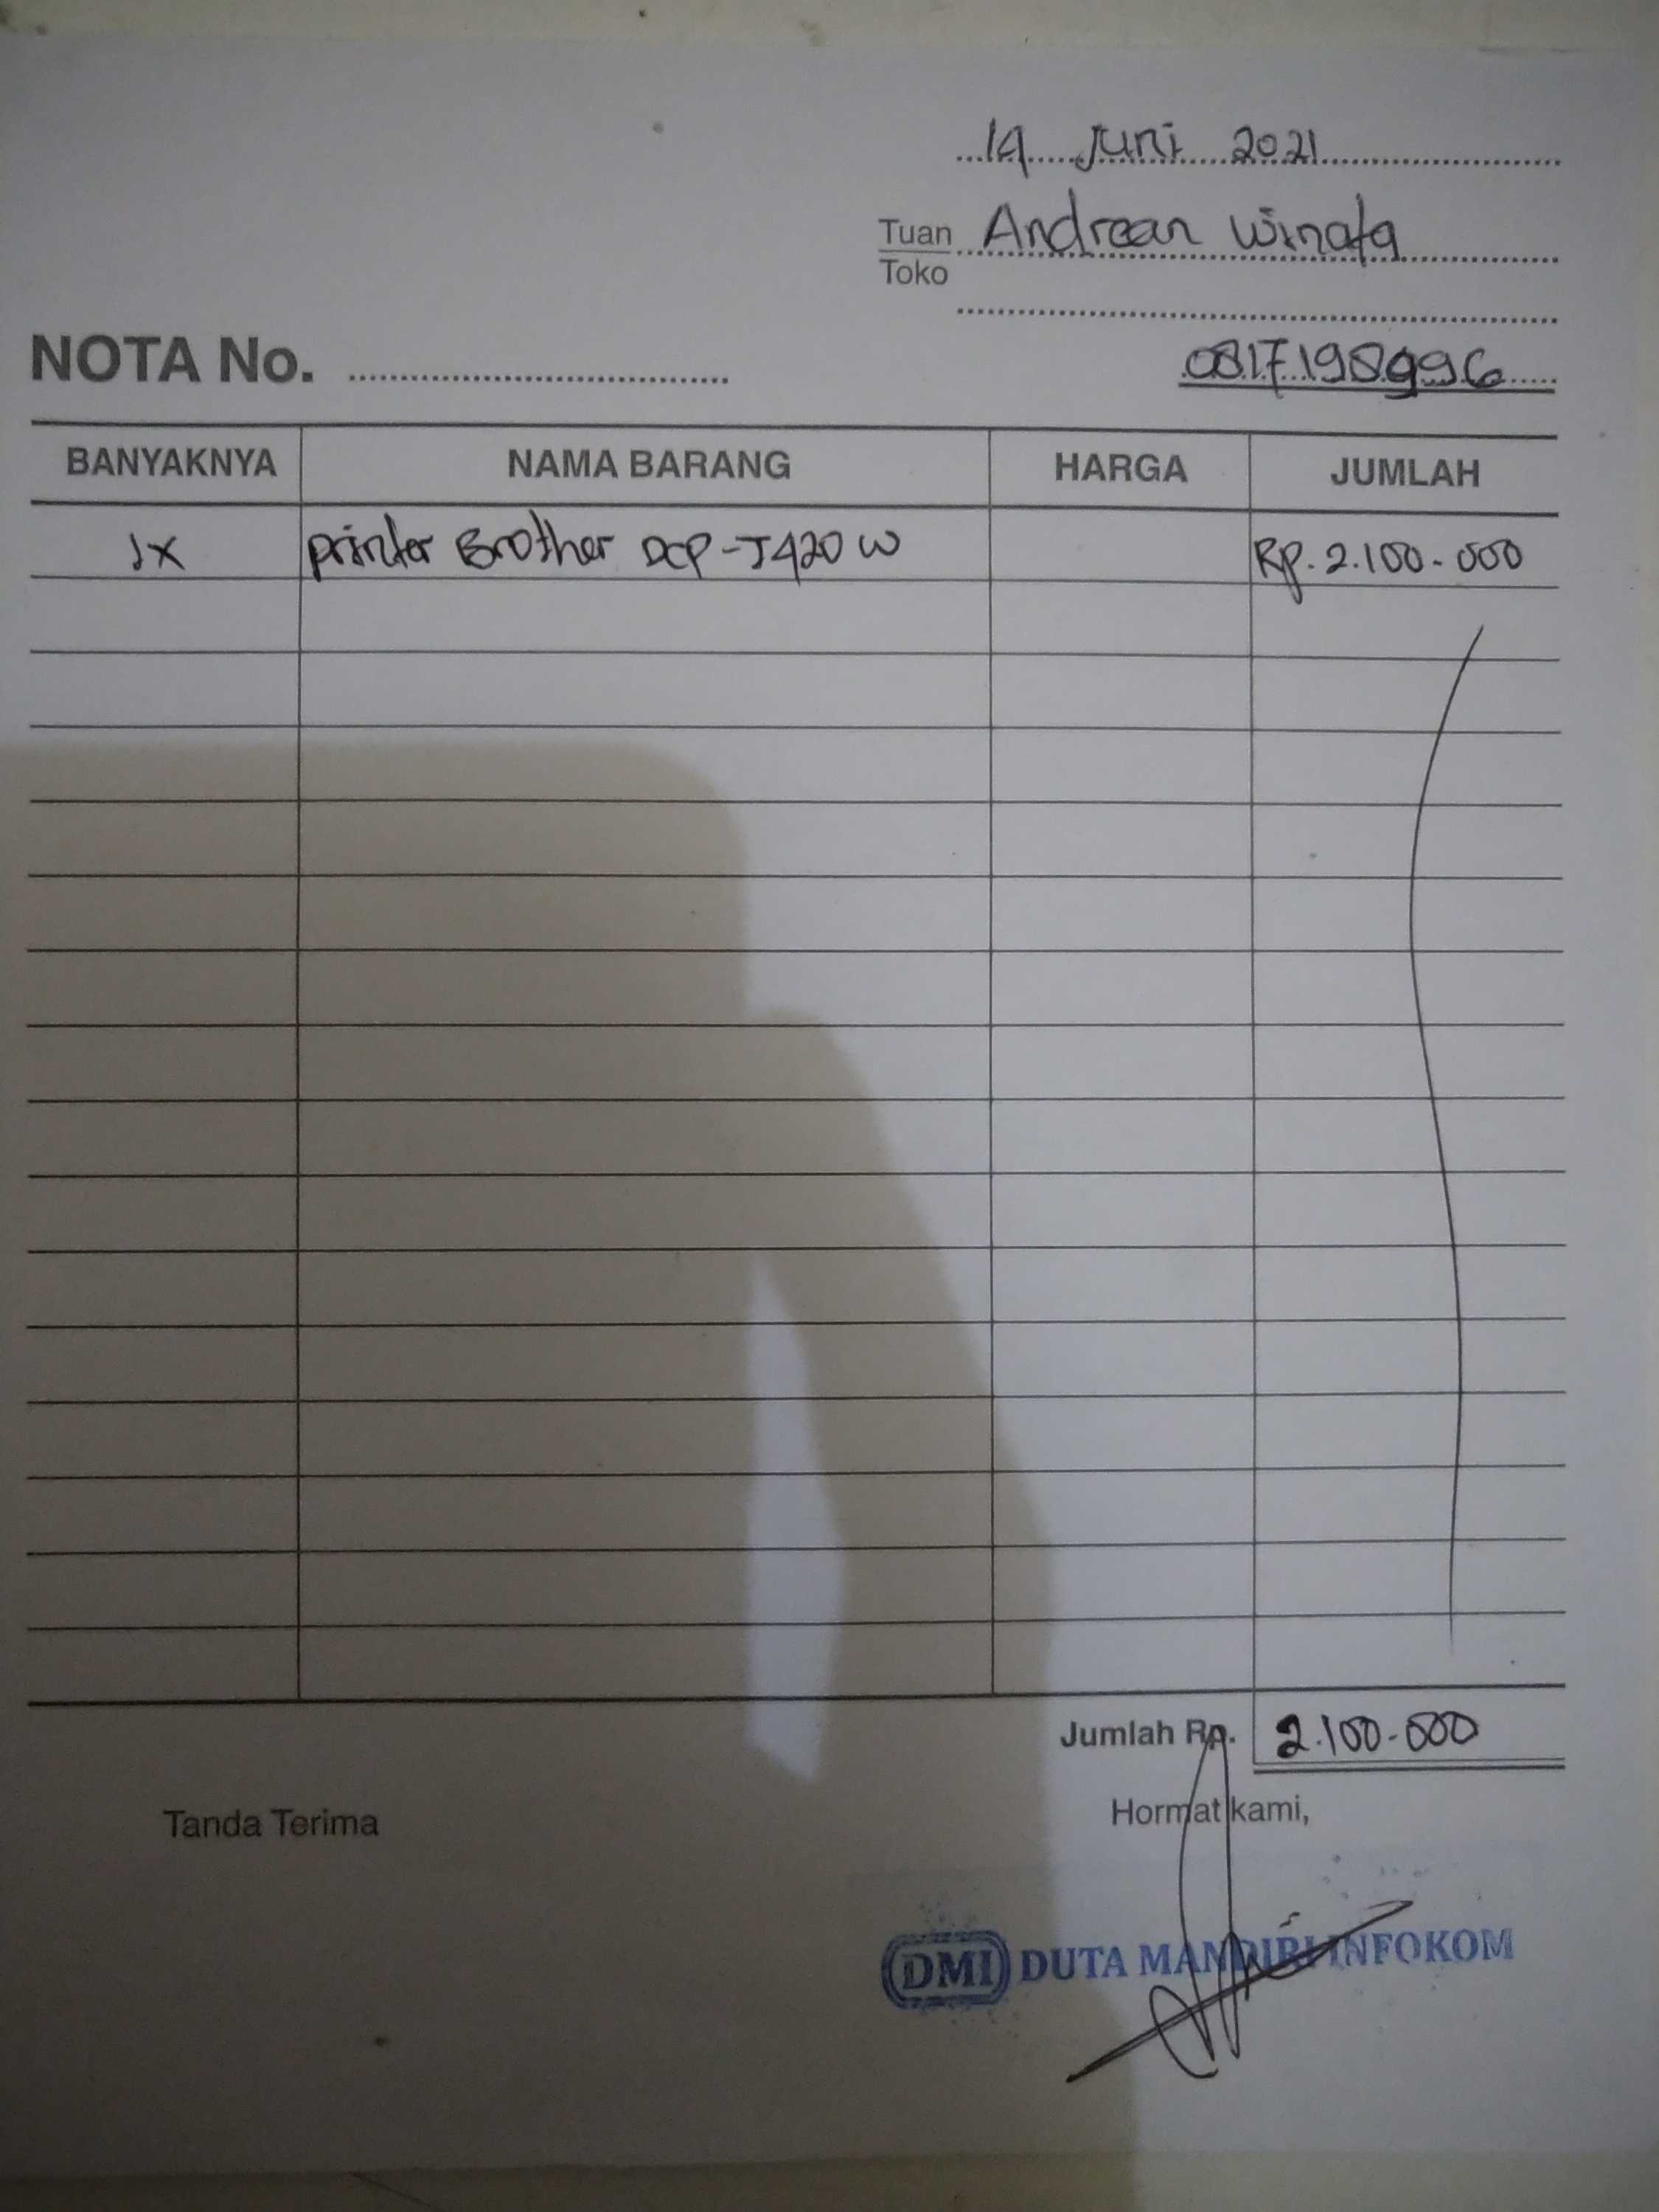 14 Juni 2021
Tuan Andrean Winata
Toko
NOTA No.
0817198996
BANYAKNYA NAMA BARANG HARGA JUMLAH
1x Printer Brother DCP-J420W Rp. 2.100.000
Jumlah Rp. 2.100.000
Tanda Terima Hormat kami,
DMI DUTA MANDIRI INFOKOM